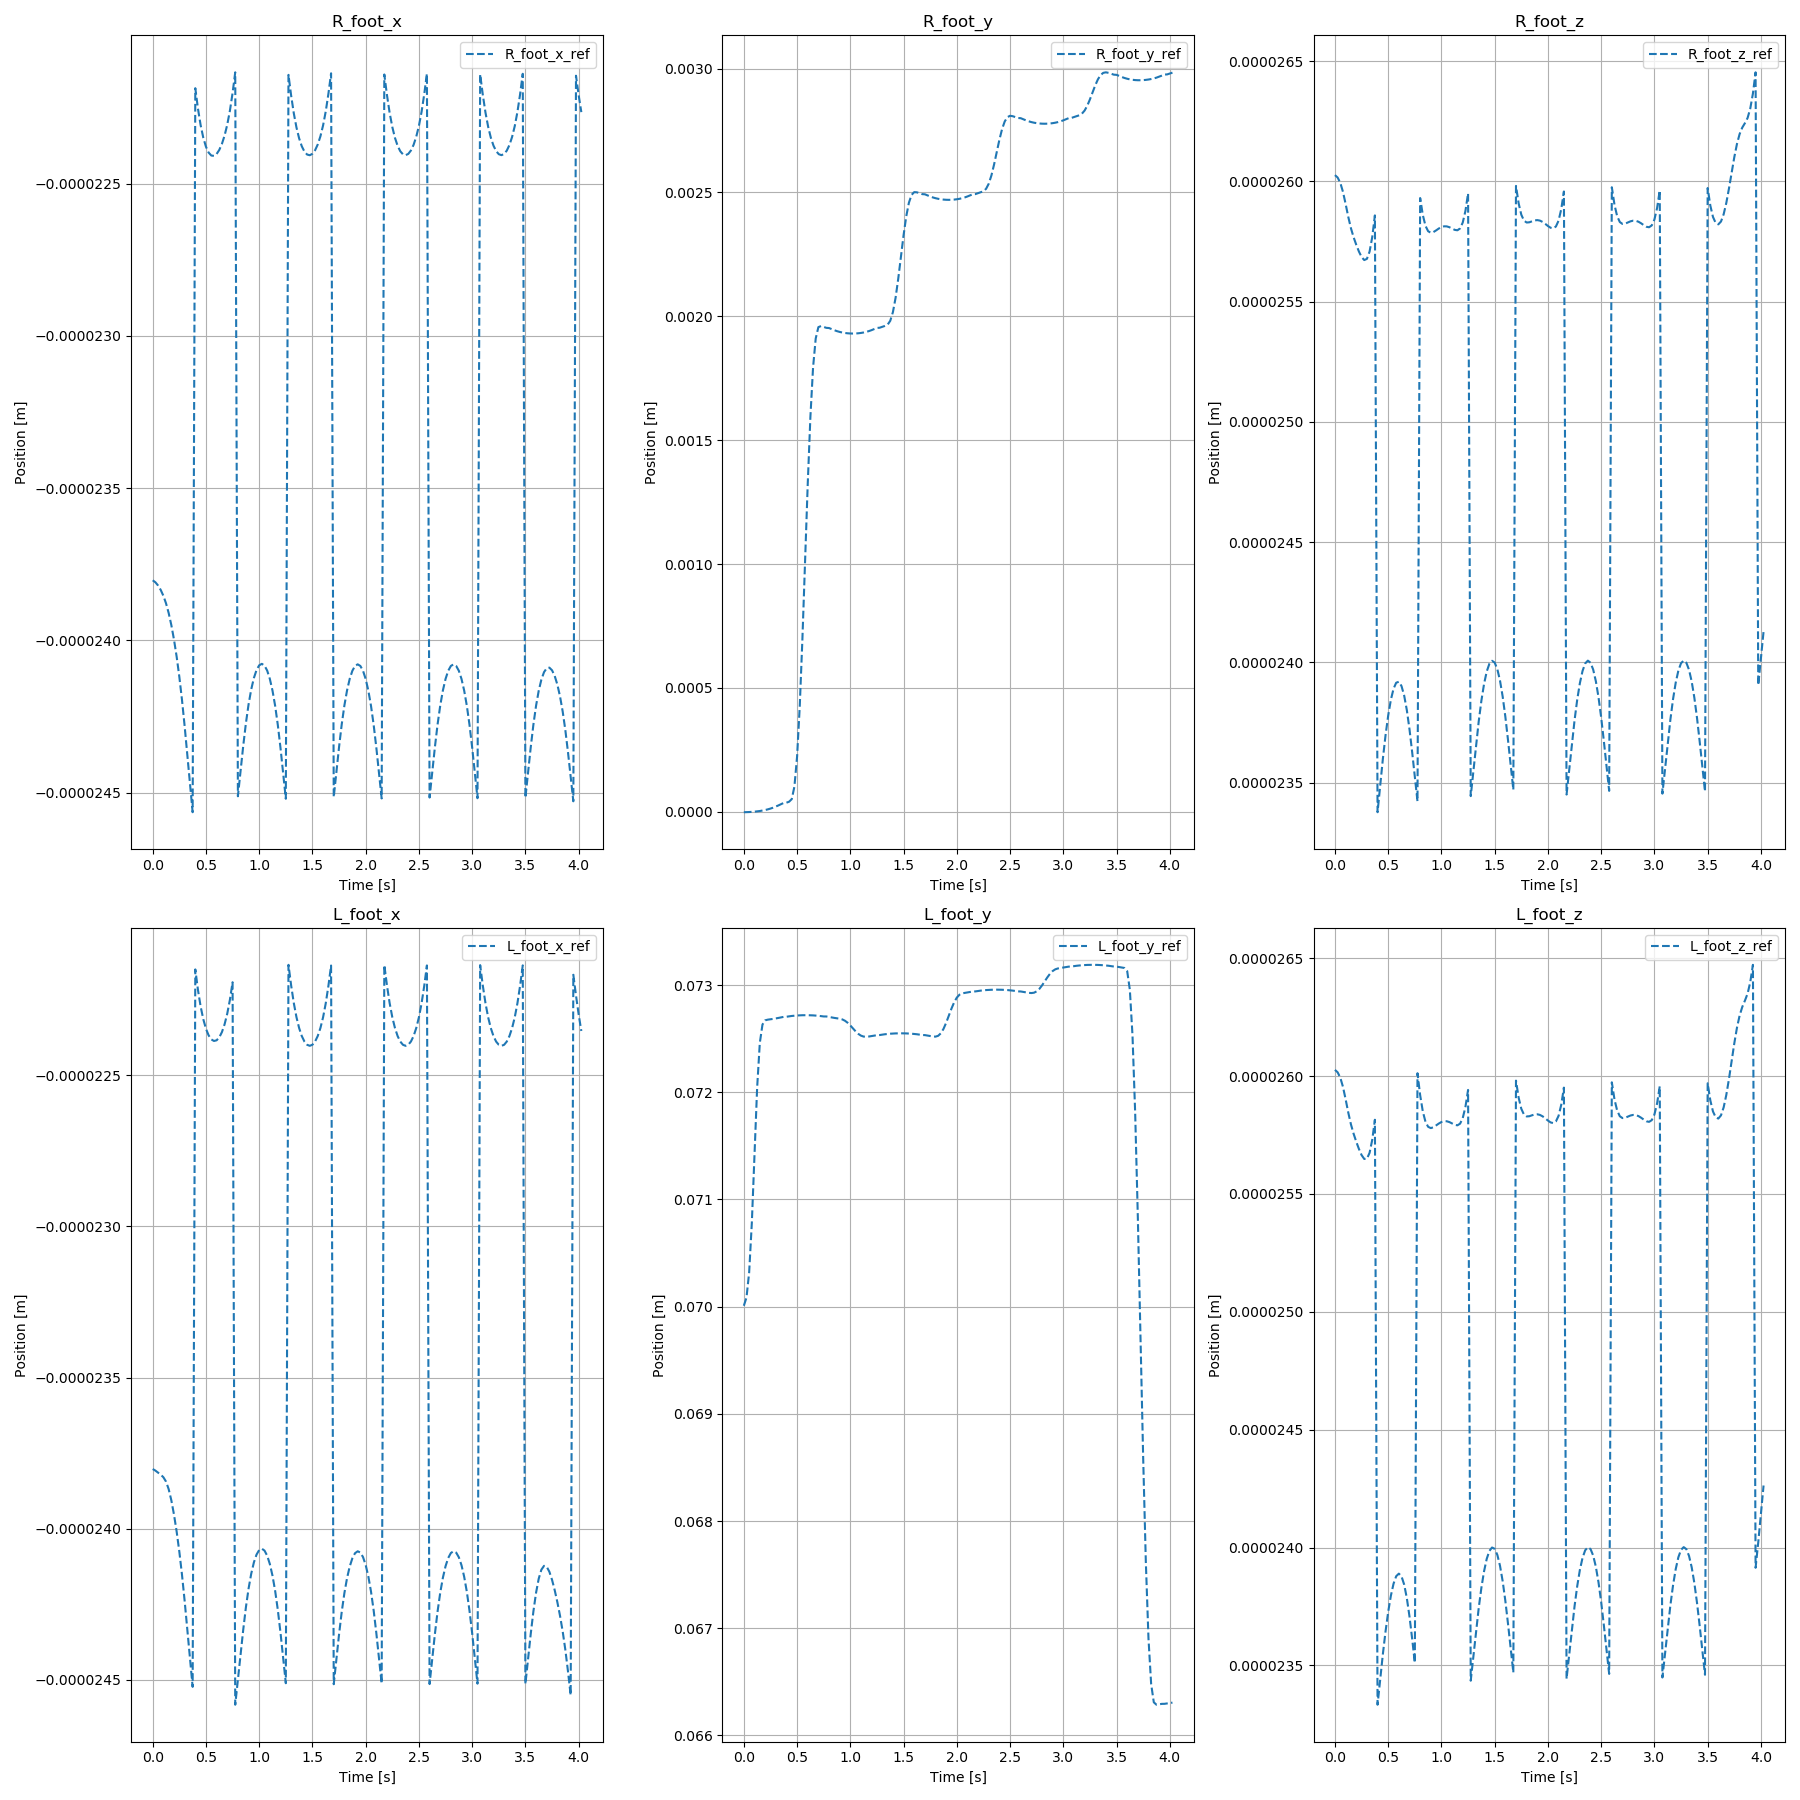 R_foot_x
R_foot_x_ref
−0.0000225
−0.0000230
−0.0000235
−0.0000240
−0.0000245
Position [m]
0.0 0.5 1.0 1.5 2.0 2.5 3.0 3.5 4.0
Time [s]
R_foot_y
R_foot_y_ref
0.0030
0.0025
0.0020
0.0015
0.0010
0.0005
0.0000
Position [m]
0.0 0.5 1.0 1.5 2.0 2.5 3.0 3.5 4.0
Time [s]
R_foot_z
R_foot_z_ref
0.0000265
0.0000260
0.0000255
0.0000250
0.0000245
0.0000240
0.0000235
Position [m]
0.0 0.5 1.0 1.5 2.0 2.5 3.0 3.5 4.0
Time [s]
L_foot_x
L_foot_x_ref
−0.0000225
−0.0000230
−0.0000235
−0.0000240
−0.0000245
Position [m]
0.0 0.5 1.0 1.5 2.0 2.5 3.0 3.5 4.0
Time [s]
L_foot_y
L_foot_y_ref
0.073
0.072
0.071
0.070
0.069
0.068
0.067
0.066
Position [m]
0.0 0.5 1.0 1.5 2.0 2.5 3.0 3.5 4.0
Time [s]
L_foot_z
L_foot_z_ref
0.0000265
0.0000260
0.0000255
0.0000250
0.0000245
0.0000240
0.0000235
Position [m]
0.0 0.5 1.0 1.5 2.0 2.5 3.0 3.5 4.0
Time [s]